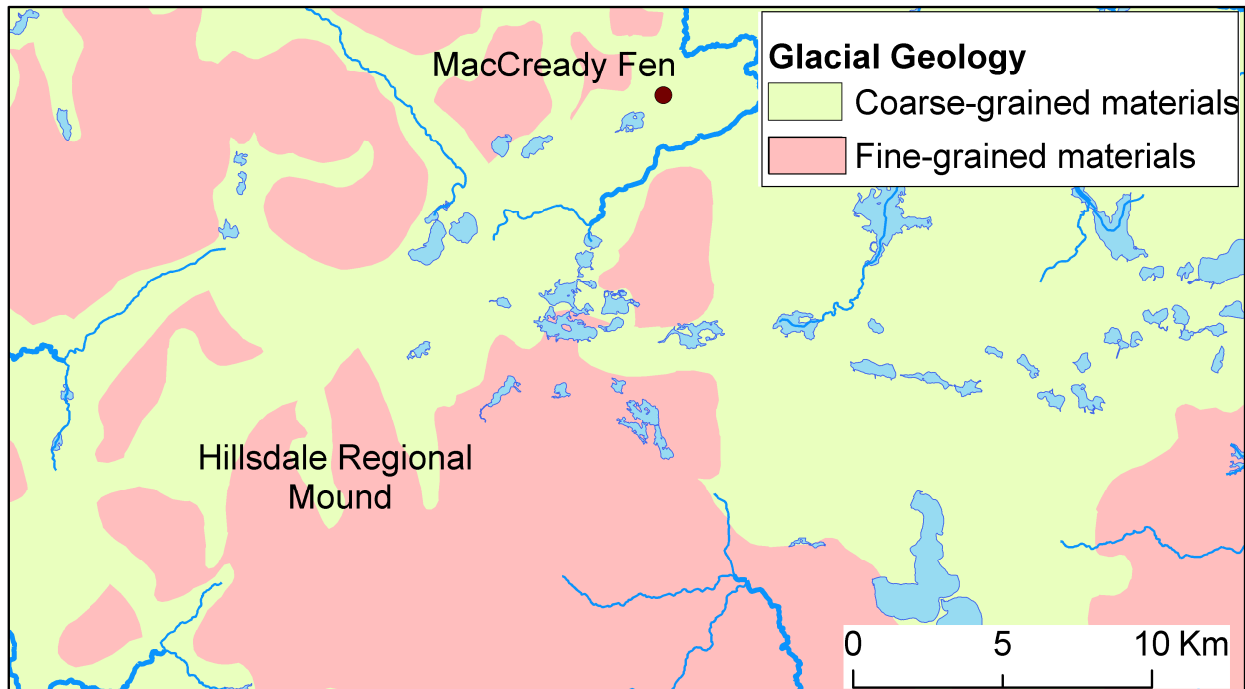 MacCready Fen
Glacial Geology
Coarse-grained materials
Fine-grained materials
Hillsdale Regional
Mound
0 5 10 Km